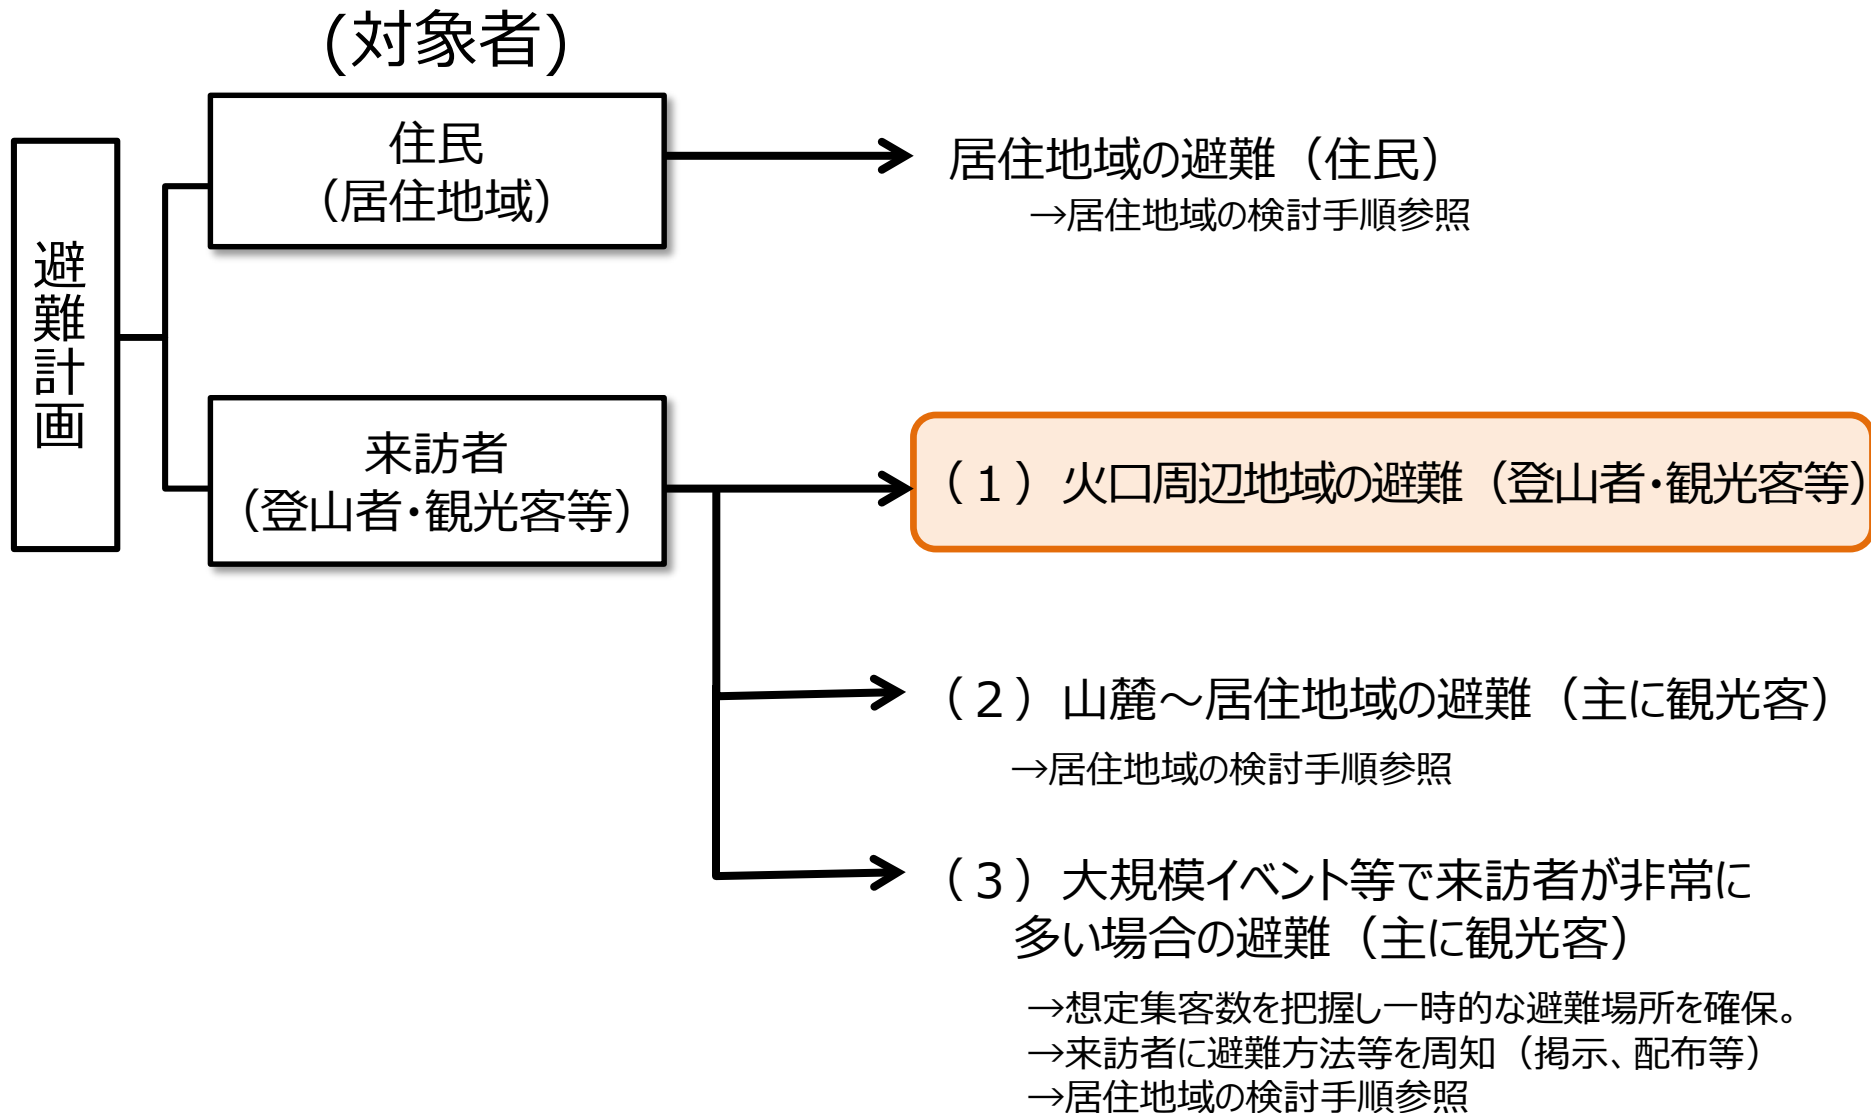 (対象者)
避難計画
住民
（居住地域）
居住地域の避難（住民）
→居住地域の検討手順参照
来訪者
（登山者・観光客等）
（１）火口周辺地域の避難（登山者・観光客等）
（２）山麓～居住地域の避難（主に観光客）
→居住地域の検討手順参照
（３）大規模イベント等で来訪者が非常に
多い場合の避難（主に観光客）
→想定集客数を把握し一時的な避難場所を確保。
→来訪者に避難方法等を周知（掲示、配布等）
→居住地域の検討手順参照